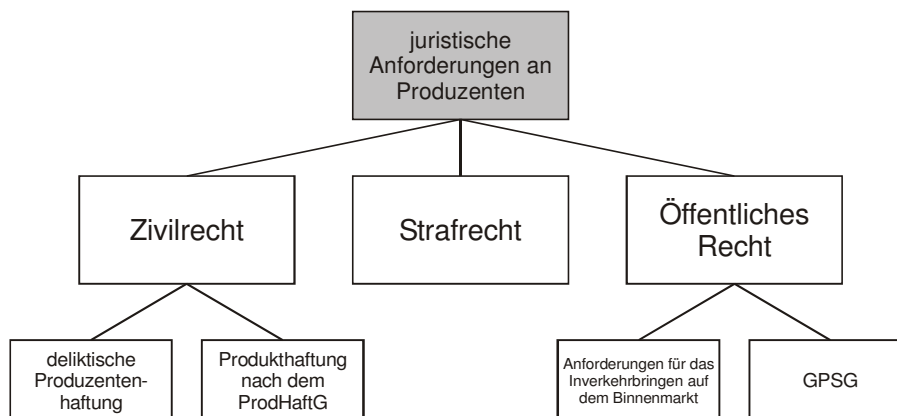 juristische
Anforderungen an
Produzenten
Zivilrecht
Strafrecht
Öffentliches
Recht
deliktische
Produzenten-
haftung
Produkthaftung
nach dem
ProdHaftG
Anforderungen für das
Inverkehrbringen auf
dem Binnenmarkt
GPSG